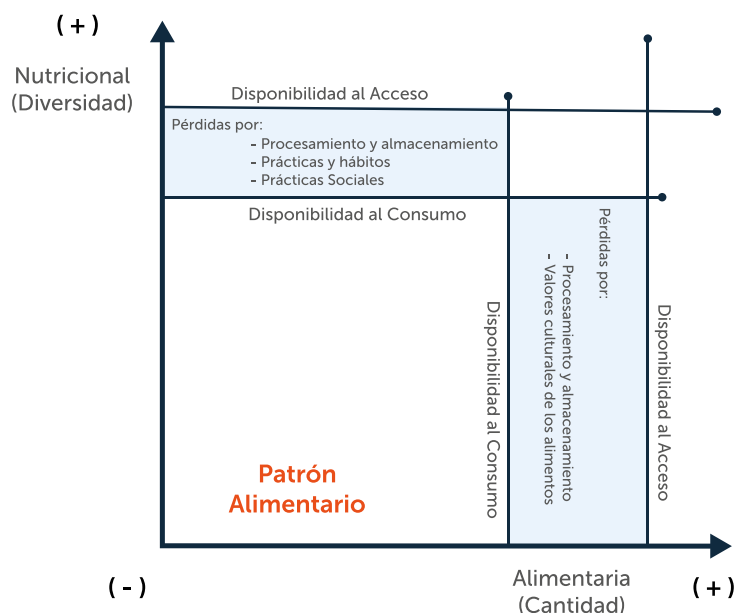 ( + )
Nutricional
(Diversidad)
Disponibilidad al Acceso
Pérdidas por:
- Procesamiento y almacenamiento
- Prácticas y hábitos
- Prácticas Sociales
Disponibilidad al Consumo
Pérdidas por:
- Procesamiento y almacenamiento
- Valores culturales de los alimentos
Disponibilidad al Consumo
Disponibilidad al Acceso
Patrón
Alimentario
( - )
Alimentaria
(Cantidad)
( + )